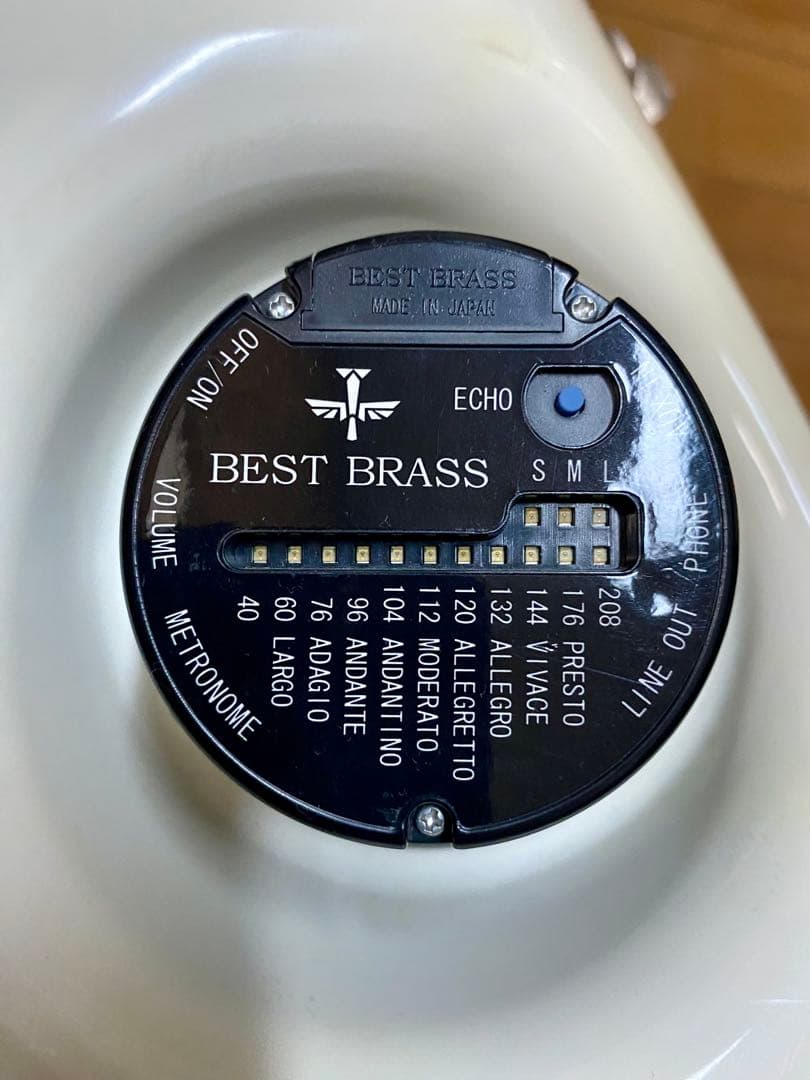 BEST BRASS
MADE IN JAPAN
OFF/ON
ECHO
BEST BRASS
S M L
VOLUME
PHONE
METRONOME
LINE OUT
40
60 LARGO
76 ADAGIO
96 ANDANTE
104 ANDANTINO
112 MODERATO
120 ALLEGRETTO
132 ALLEGRO
144 VIVACE
176 PRESTO
208